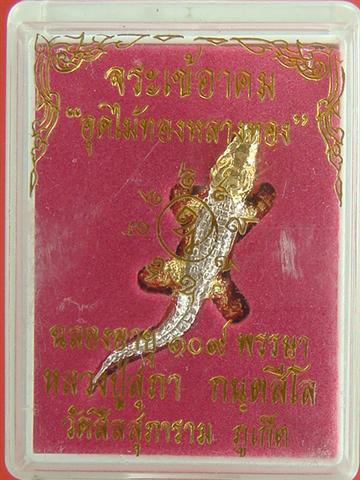 จระเข้อาคม
“อุดไม้ทองหลางทอง”
ฉลองอายุ ๑๐๙ พรรษา
หลวงปู่สุภา กนฺตสีโล
วัดสีลสุภาราม ภูเก็ต